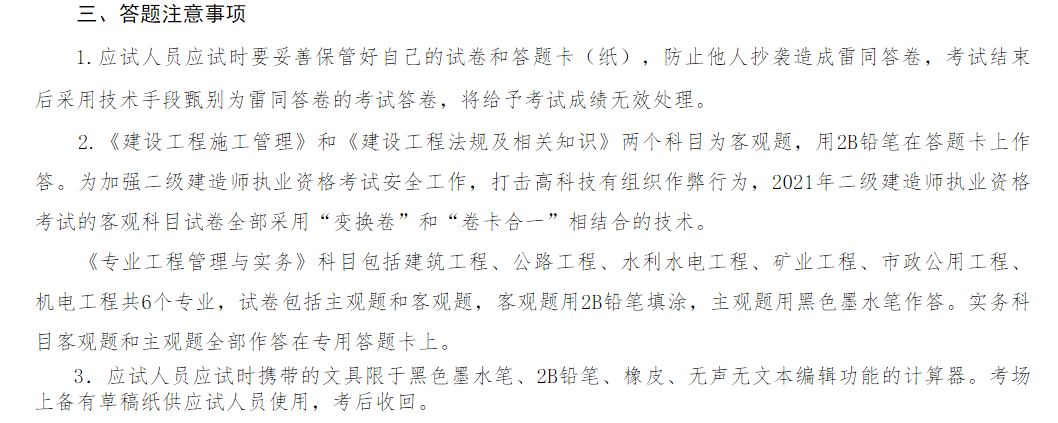 三、答题注意事项
1.应试人员应试时要妥善保管好自己的试卷和答题卡（纸），防止他人抄袭造成雷同答卷，考试结束
后采用技术手段甄别为雷同答卷的考试答卷，将给予考试成绩无效处理。
2.《建设工程施工管理》和《建设工程法规及相关知识》两个科目为客观题，用2B铅笔在答题卡上作
答。为加强二级建造师执业资格考试安全工作，打击高科技有组织作弊行为，2021年二级建造师执业资格
考试的客观科目试卷全部采用“变换卷”和“卷卡合一”相结合的技术。
《专业工程管理与实务》科目包括建筑工程、公路工程、水利水电工程、矿业工程、市政公用工程、
机电工程共6个专业，试卷包括主观题和客观题，客观题用2B铅笔填涂，主观题用黑色墨水笔作答。实务科
目客观题和主观题全部作答在专用答题卡上。
3．应试人员应试时携带的文具限于黑色墨水笔、2B铅笔、橡皮、无声无文本编辑功能的计算器。考场
上备有草稿纸供应试人员使用，考后收回。